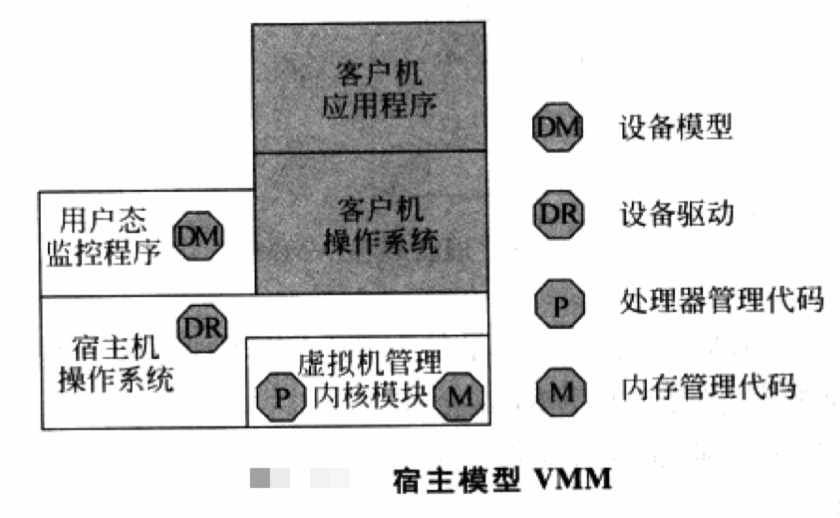 客户机
应用程序
客户机
操作系统
用户态
监控程序
DM
宿主机
操作系统
DR
虚拟机管理
内核模块
P
M
DM 设备模型
DR 设备驱动
P 处理器管理代码
M 内存管理代码
宿主模型 VMM